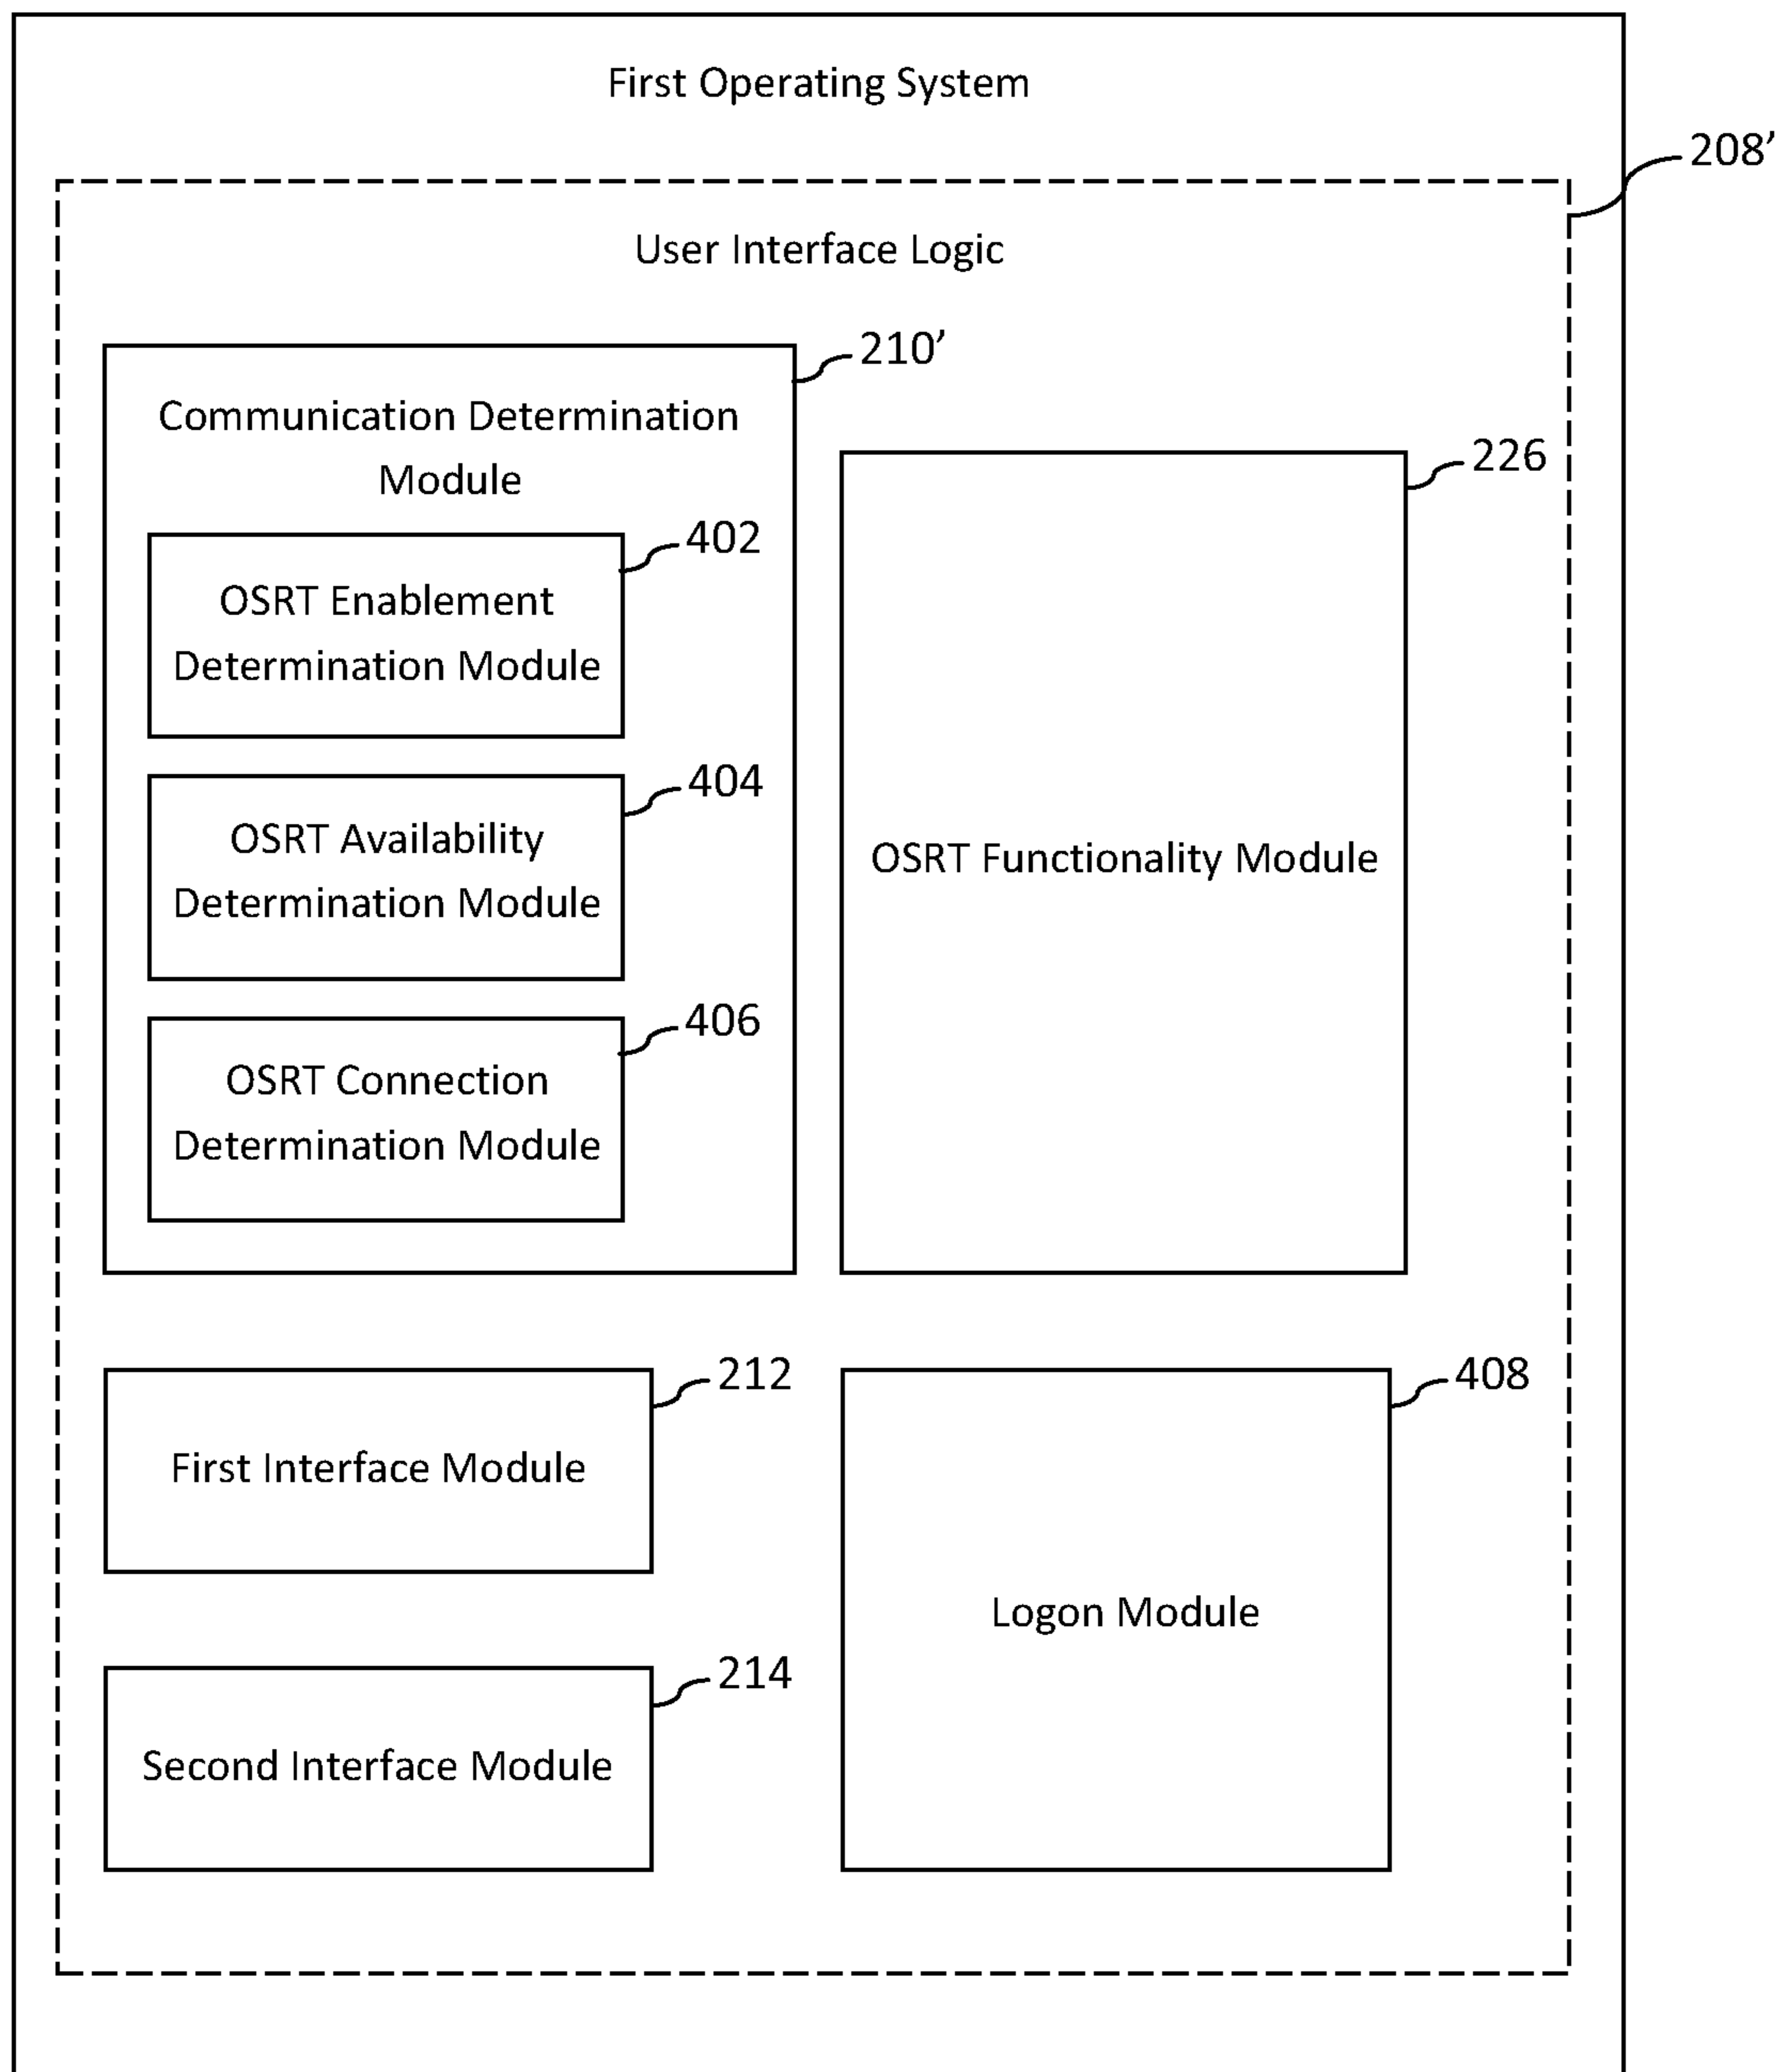 First Operating System
208’
User Interface Logic
210’
Communication Determination
Module
226
402
OSRT Enablement
Determination Module
404
OSRT Availability
Determination Module
OSRT Functionality Module
406
OSRT Connection
Determination Module
212
408
First Interface Module
Logon Module
214
Second Interface Module